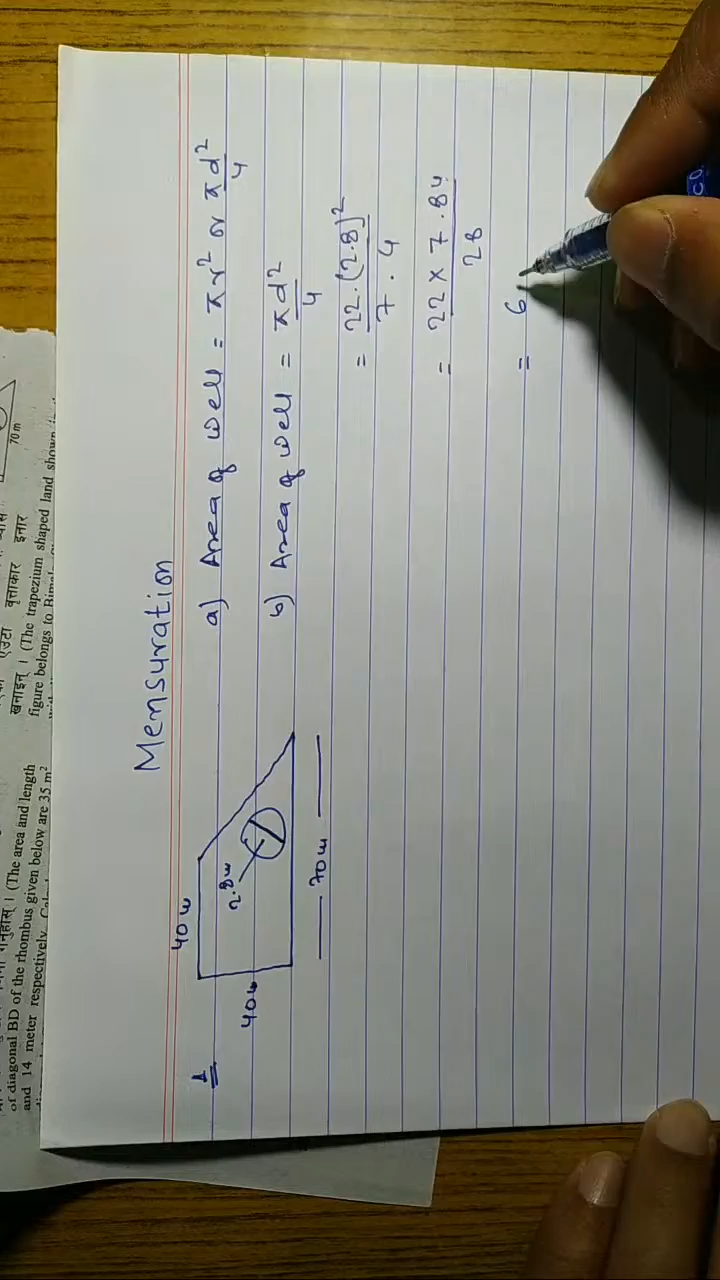 Mensuration
1
40m
40m
2.8m
70m
a) Area of well = πr² or πd²/4
b) Area of well = πd²/4
= 22.(2.8)²/7.4
= 22 × 7.84/28
= 6
of diagonal BD of the rhombus given below are 35 m²
and 14 meter respectively.
(The area and length
खनाइन् । (The trapezium shaped land shown
figure belongs to
एउटा वृत्ताकार इनार
70 m